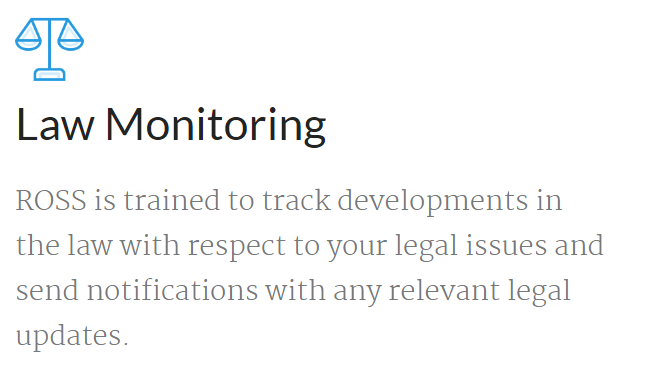 Law Monitoring
ROSS is trained to track developments in
the law with respect to your legal issues and
send notifications with any relevant legal
updates.